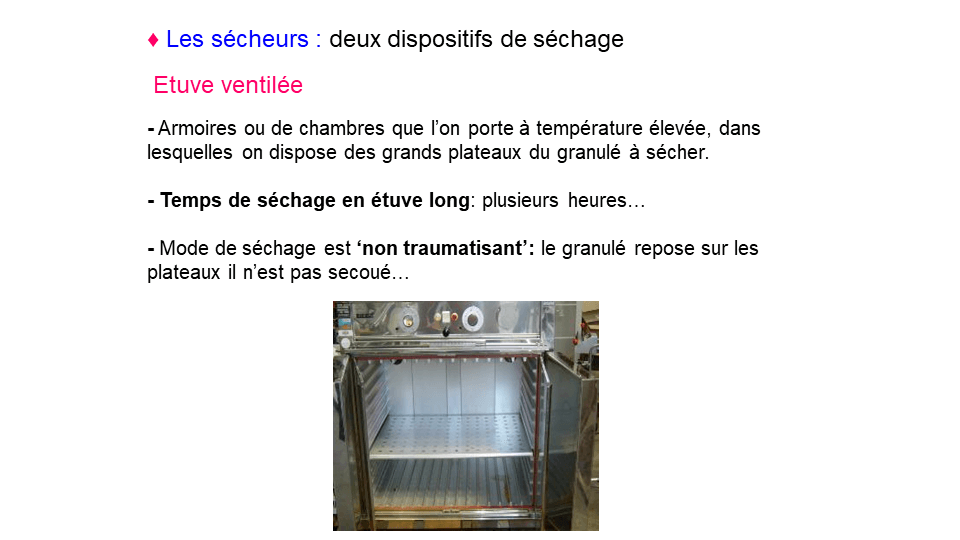 ♦ Les sécheurs : deux dispositifs de séchage
Etuve ventilée
- Armoires ou de chambres que l’on porte à température élevée, dans
lesquelles on dispose des grands plateaux du granulé à sécher.
- Temps de séchage en étuve long: plusieurs heures…
- Mode de séchage est ‘non traumatisant’: le granulé repose sur les
plateaux il n’est pas secoué…